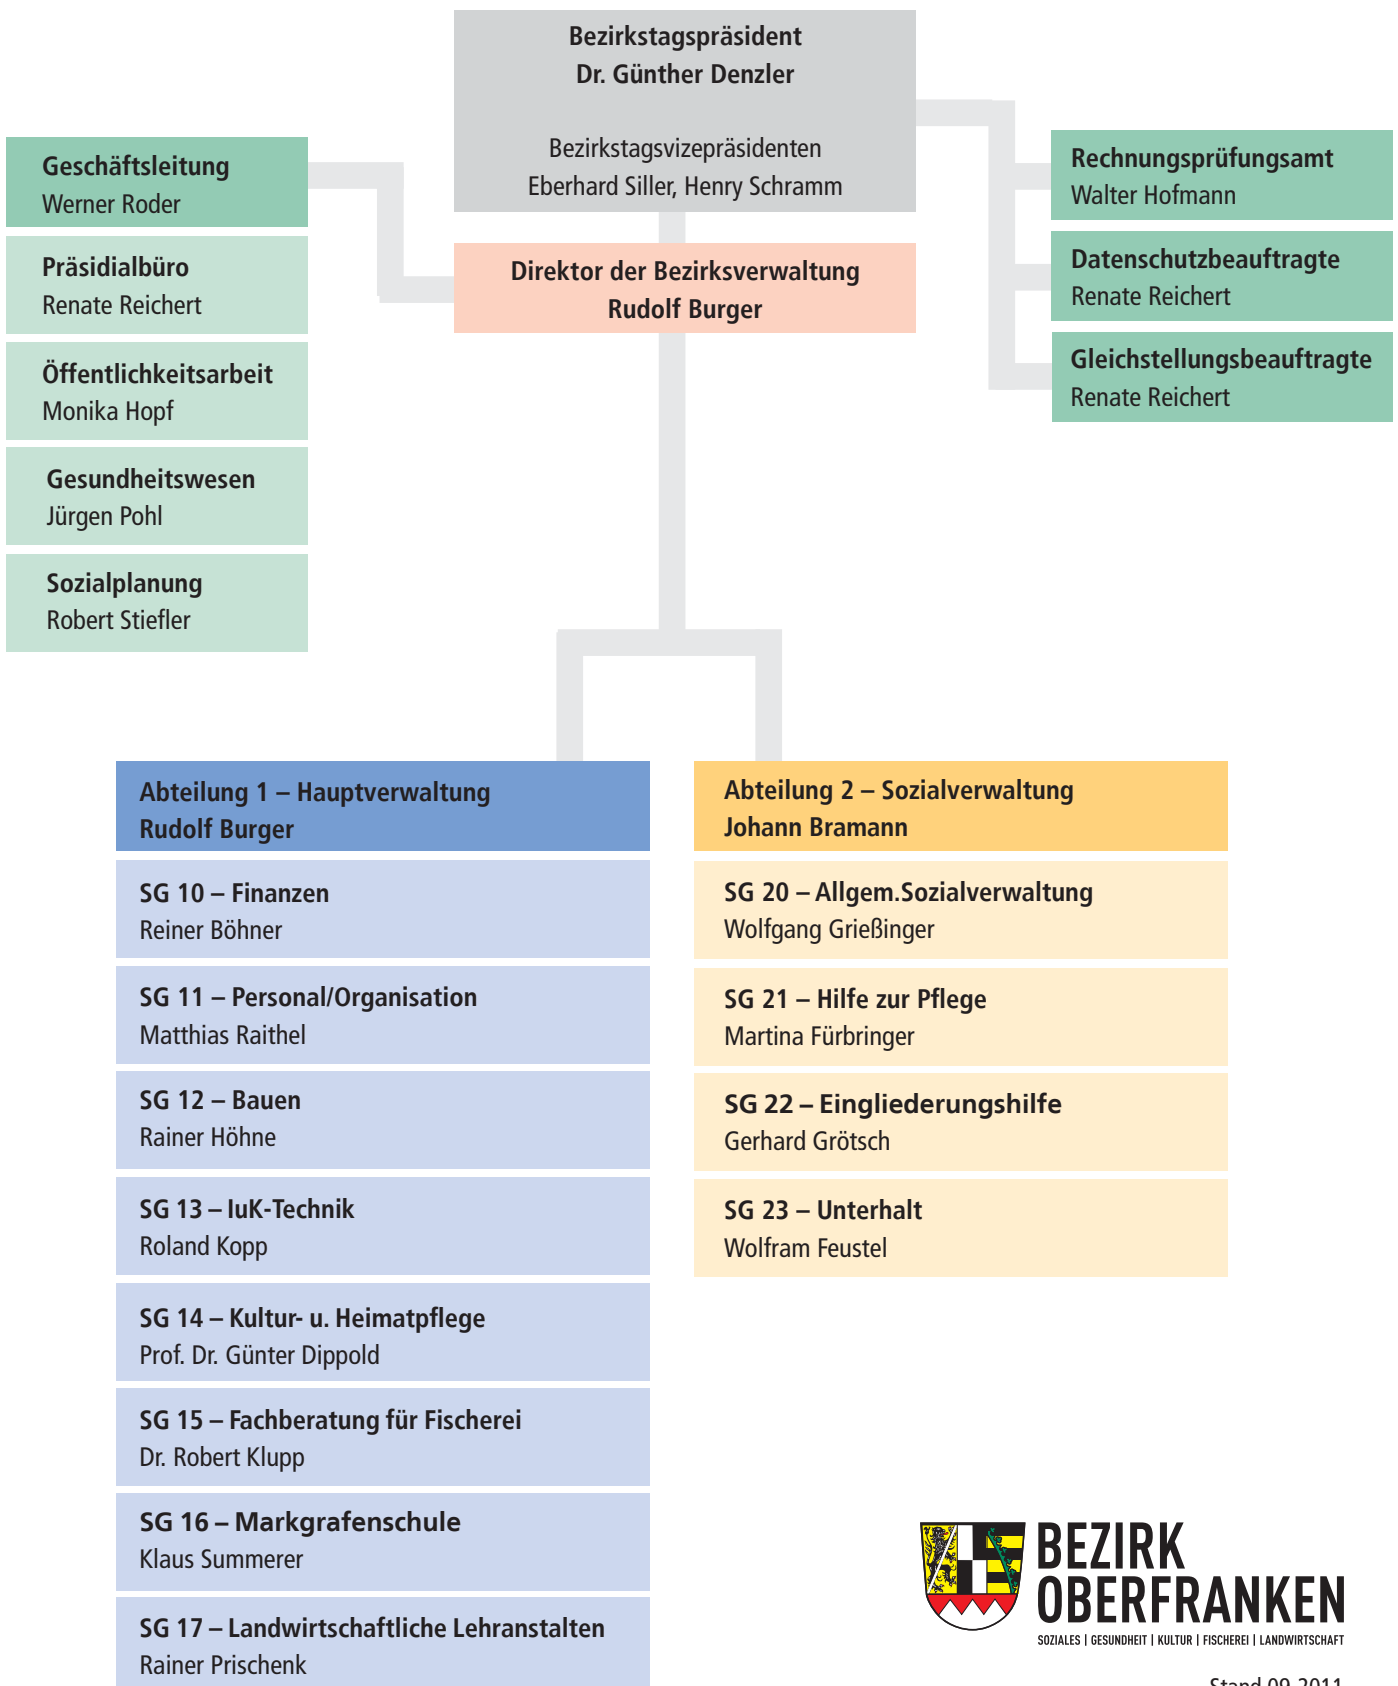 Bezirkstagspräsident
Dr. Günther Denzler
Bezirkstagsvizepräsidenten
Eberhard Siller, Henry Schramm
Geschäftsleitung
Werner Roder
Präsidialbüro
Renate Reichert
Öffentlichkeitsarbeit
Monika Hopf
Gesundheitswesen
Jürgen Pohl
Sozialplanung
Robert Stiefler
Direktor der Bezirksverwaltung
Rudolf Burger
Rechnungsprüfungsamt
Walter Hofmann
Datenschutzbeauftragte
Renate Reichert
Gleichstellungsbeauftragte
Renate Reichert
Abteilung 1 – Hauptverwaltung
Rudolf Burger
SG 10 – Finanzen
Reiner Böhner
SG 11 – Personal/Organisation
Matthias Raithel
SG 12 – Bauen
Rainer Höhne
SG 13 – IuK-Technik
Roland Kopp
SG 14 – Kultur- u. Heimatpflege
Prof. Dr. Günter Dippold
SG 15 – Fachberatung für Fischerei
Dr. Robert Klupp
SG 16 – Markgrafenschule
Klaus Summerer
SG 17 – Landwirtschaftliche Lehranstalten
Rainer Prischenk
Abteilung 2 – Sozialverwaltung
Johann Bramann
SG 20 – Allgem.Sozialverwaltung
Wolfgang Grießinger
SG 21 – Hilfe zur Pflege
Martina Fürbringer
SG 22 – Eingliederungshilfe
Gerhard Grötsch
SG 23 – Unterhalt
Wolfram Feustel
BEZIRK
OBERFRANKEN
SOZIALES | GESUNDHEIT | KULTUR | FISCHEREI | LANDWIRTSCHAFT
Stand 09-2011